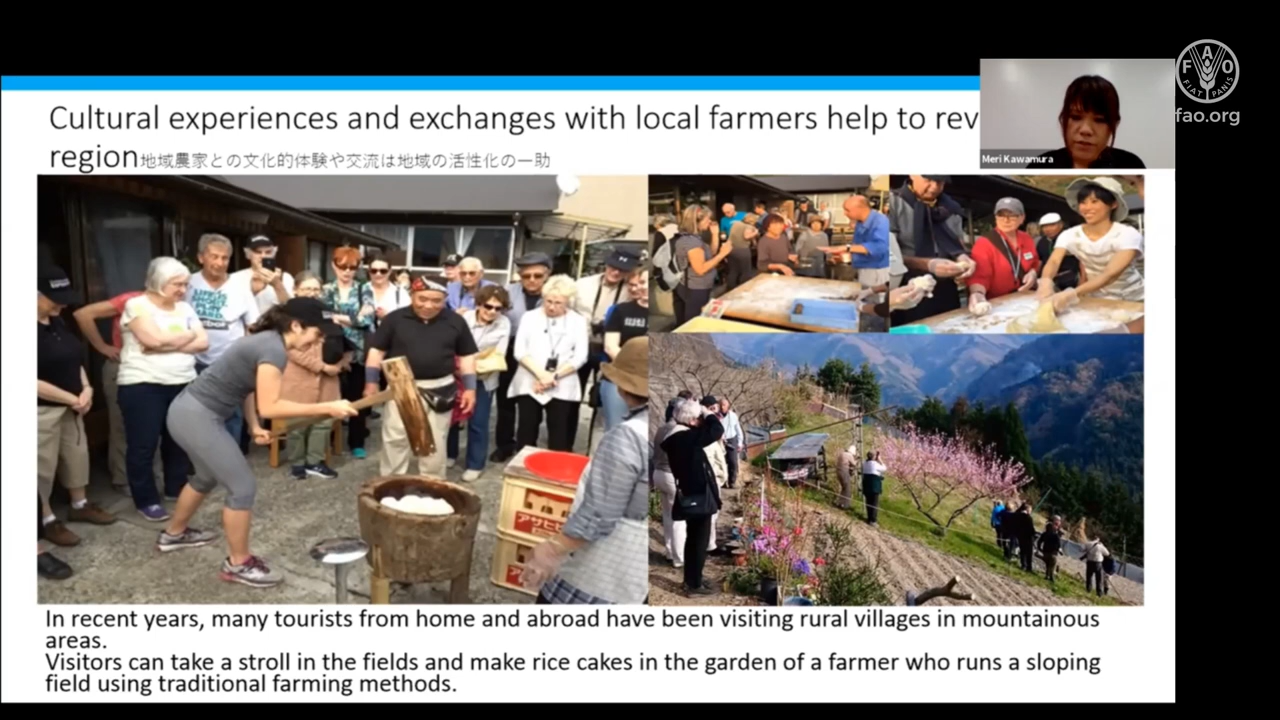 Cultural experiences and exchanges with local farmers help to rev
region地域農家との文化的体験や交流は地域の活性化の一助
Meri Kawamura
F A O
FIAT PANIS
fao.org
アサヒビ
In recent years, many tourists from home and abroad have been visiting rural villages in mountainous
areas.
Visitors can take a stroll in the fields and make rice cakes in the garden of a farmer who runs a sloping
field using traditional farming methods.